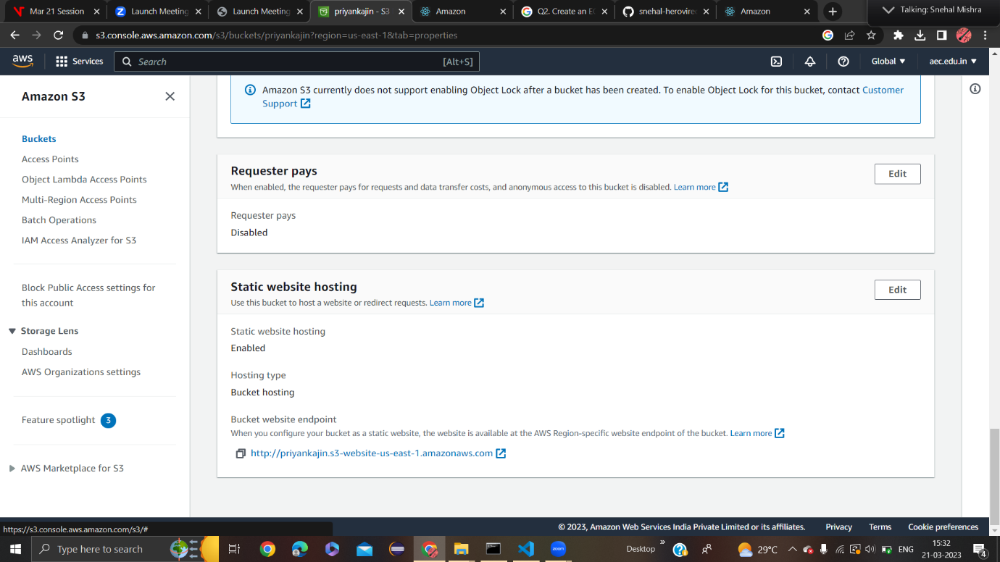 Mar 21 Session
Launch Meeting
Launch Meeting
priyankajin - S3
Amazon
Q2. Create an EC
snehal-herovire
Amazon
Talking: Snehal Mishra
s3.console.aws.amazon.com/s3/buckets/priyankajin?region=us-east-1&tab=properties
aws
Services
Search
[Alt+S]
Global
aec.edu.in
Amazon S3
Buckets
Access Points
Object Lambda Access Points
Multi-Region Access Points
Batch Operations
IAM Access Analyzer for S3
Block Public Access settings for
this account
Storage Lens
Dashboards
AWS Organizations settings
Feature spotlight 3
AWS Marketplace for S3
Amazon S3 currently does not support enabling Object Lock after a bucket has been created. To enable Object Lock for this bucket, contact Customer
Support
Requester pays
Edit
When enabled, the requester pays for requests and data transfer costs, and anonymous access to this bucket is disabled. Learn more
Requester pays
Disabled
Static website hosting
Edit
Use this bucket to host a website or redirect requests. Learn more
Static website hosting
Enabled
Hosting type
Bucket hosting
Bucket website endpoint
When you configure your bucket as a static website, the website is available at the AWS Region-specific website endpoint of the bucket. Learn more
http://priyankajin.s3-website-us-east-1.amazonaws.com
https://s3.console.aws.amazon.com/s3/#
© 2023, Amazon Web Services India Private Limited or its affiliates.
Privacy
Terms
Cookie preferences
Type here to search
zoom
Desktop
29°C
ENG
15:32
21-03-2023
4